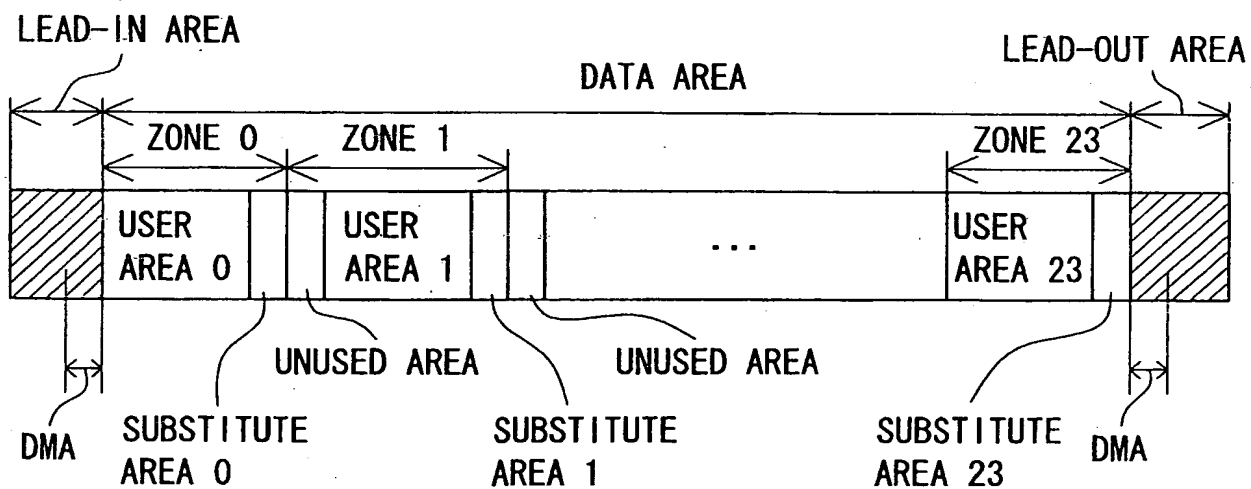 LEAD-IN AREA
LEAD-OUT AREA
DATA AREA
ZONE 0
ZONE 1
ZONE 23
USER
AREA 0
USER
AREA 1
...
USER
AREA 23
UNUSED AREA
UNUSED AREA
DMA
SUBSTITUTE
AREA 0
SUBSTITUTE
AREA 1
SUBSTITUTE
AREA 23
DMA